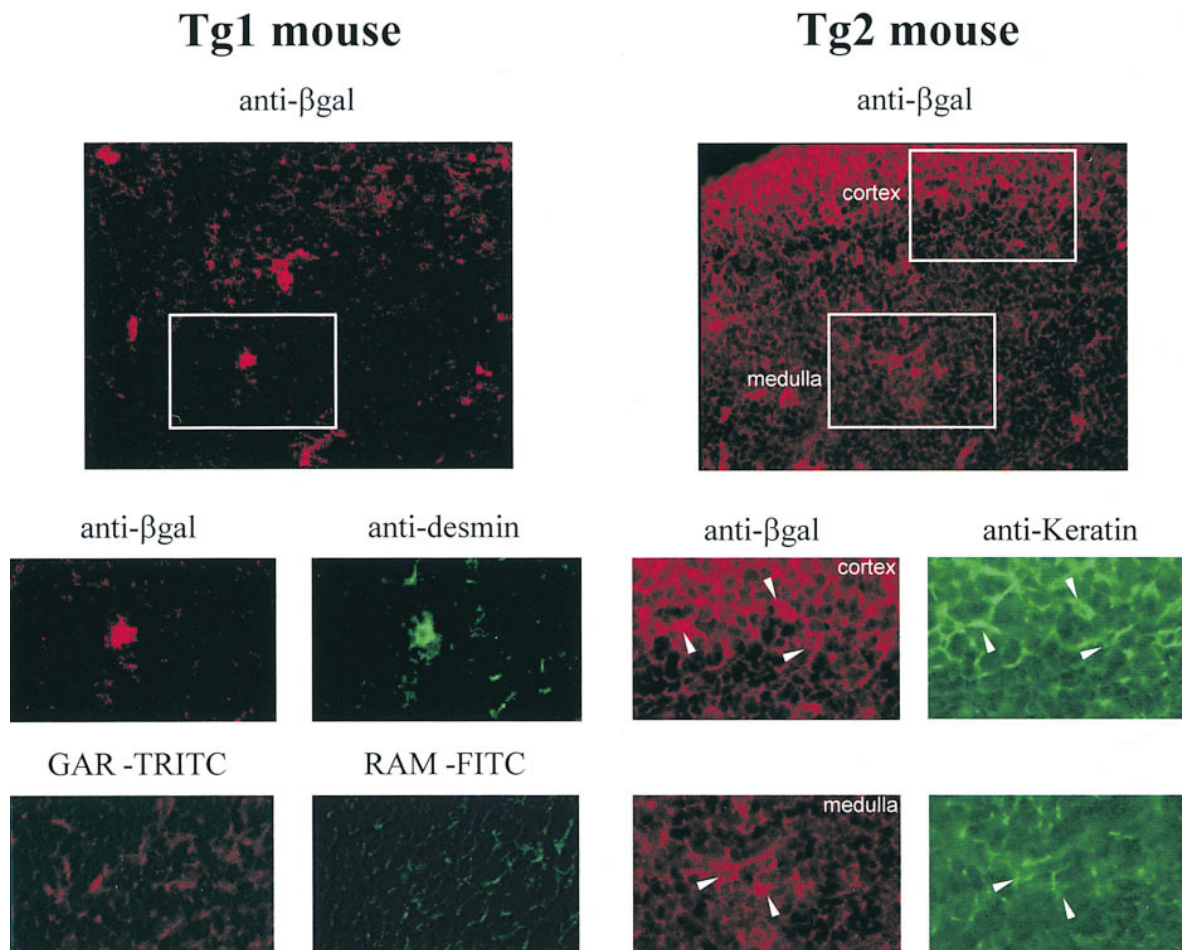 Tg1 mouse
Tg2 mouse
anti-βgal
anti-βgal
cortex
medulla
anti-βgal
anti-desmin
anti-βgal
anti-Keratin
cortex
GAR -TRITC
RAM -FITC
medulla